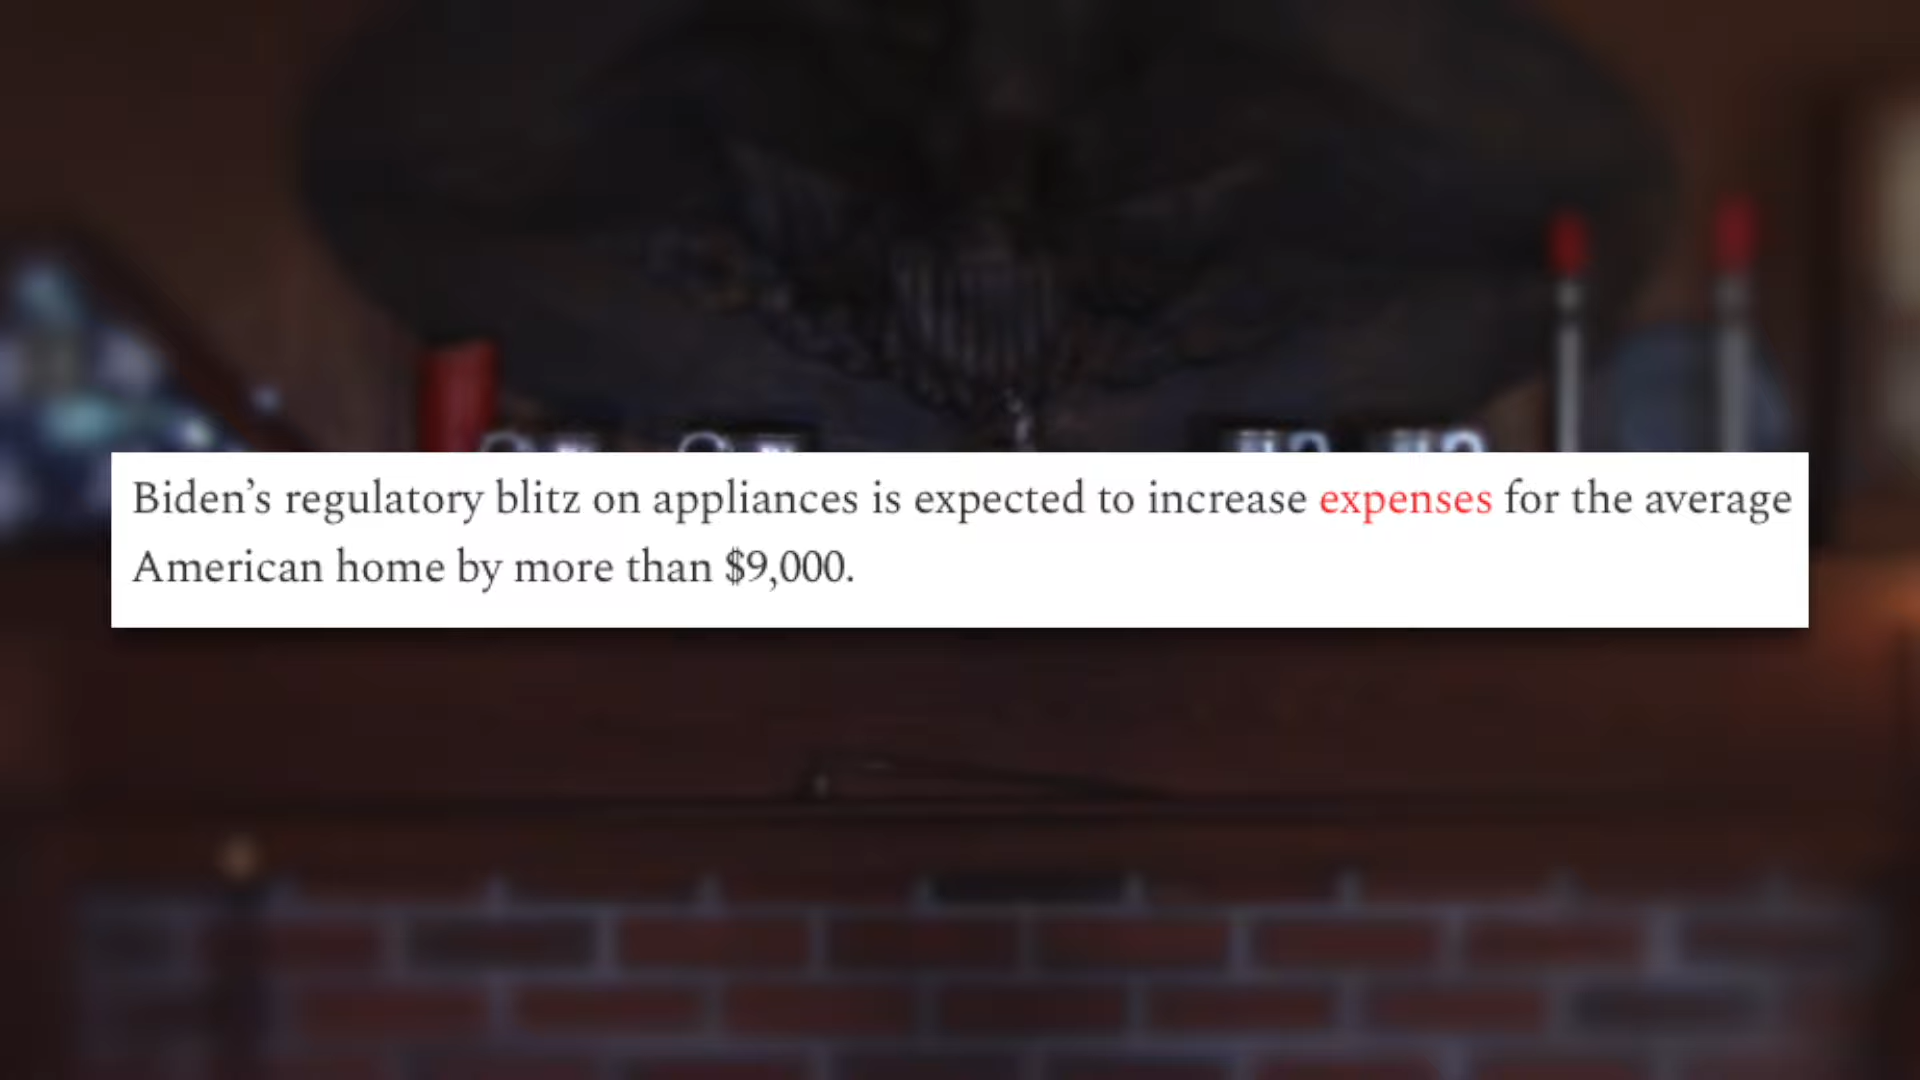 Biden’s regulatory blitz on appliances is expected to increase expenses for the average
American home by more than $9,000.